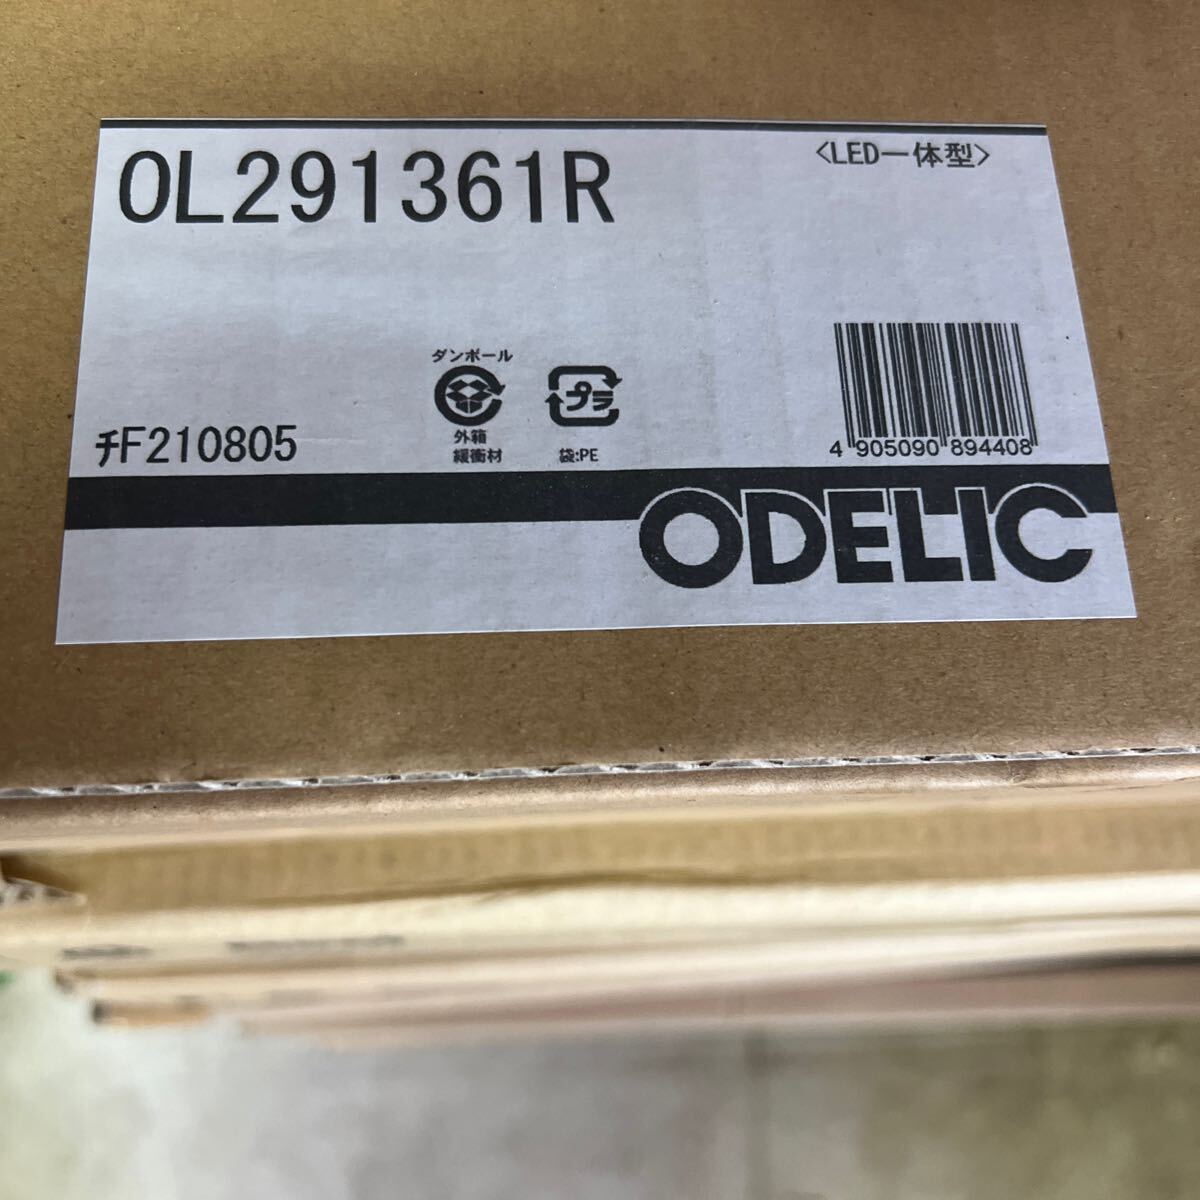 OL291361R
<LED一体型>
ダンボール
プラ
外箱
緩衝材
袋:PE
チF210805
4 905090 894408
ODELIC